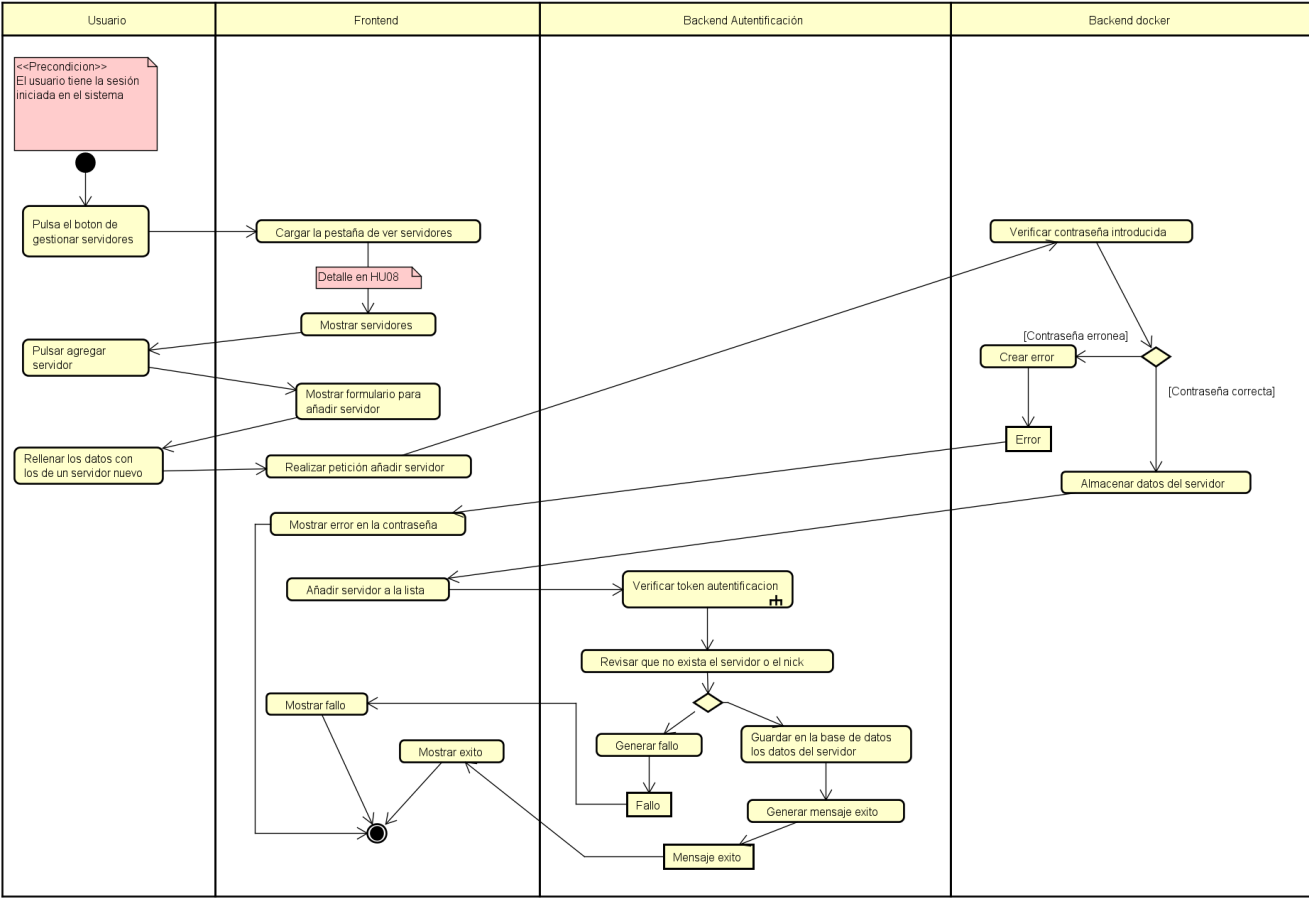 Usuario
Frontend
Backend Autentificación
Backend docker
<<Precondicion>>
El usuario tiene la sesión
iniciada en el sistema
Pulsa el boton de
gestionar servidores
Cargar la pestaña de ver servidores
Verificar contraseña introducida
Detalle en HU08
Mostrar servidores
Pulsar agregar
servidor
[Contraseña erronea]
Crear error
[Contraseña correcta]
Mostrar formulario para
añadir servidor
Error
Rellenar los datos con
los de un servidor nuevo
Realizar petición añadir servidor
Almacenar datos del servidor
Mostrar error en la contraseña
Añadir servidor a la lista
Verificar token autentificacion
Revisar que no exista el servidor o el nick
Mostrar fallo
Mostrar exito
Generar fallo
Guardar en la base de datos
los datos del servidor
Fallo
Generar mensaje exito
Mensaje exito